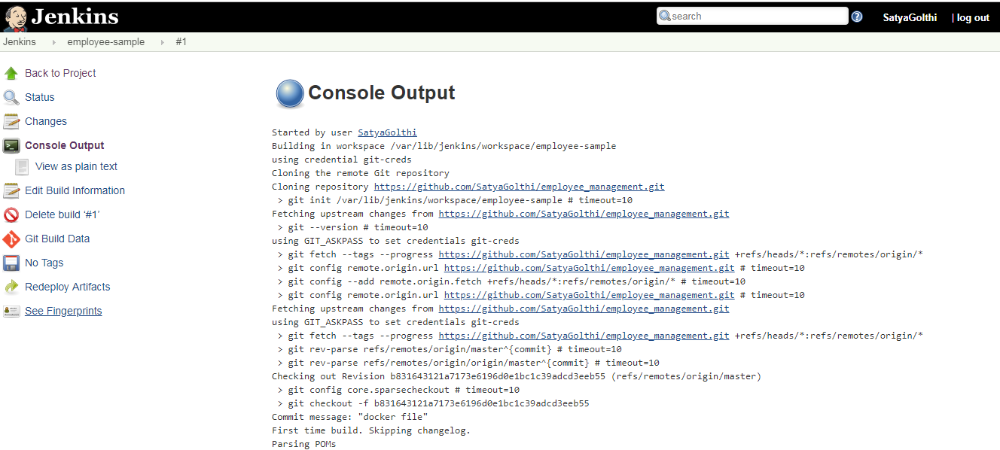 Jenkins
search
SatyaGolthi
| log out
Jenkins
employee-sample
#1
Back to Project
Status
Changes
Console Output
View as plain text
Edit Build Information
Delete build ‘#1’
Git Build Data
No Tags
Redeploy Artifacts
See Fingerprints
Console Output
Started by user SatyaGolthi
Building in workspace /var/lib/jenkins/workspace/employee-sample
using credential git-creds
Cloning the remote Git repository
Cloning repository https://github.com/SatyaGolthi/employee_management.git
 > git init /var/lib/jenkins/workspace/employee-sample # timeout=10
Fetching upstream changes from https://github.com/SatyaGolthi/employee_management.git
 > git --version # timeout=10
using GIT_ASKPASS to set credentials git-creds
 > git fetch --tags --progress https://github.com/SatyaGolthi/employee_management.git +refs/heads/*:refs/remotes/origin/*
 > git config remote.origin.url https://github.com/SatyaGolthi/employee_management.git # timeout=10
 > git config --add remote.origin.fetch +refs/heads/*:refs/remotes/origin/* # timeout=10
 > git config remote.origin.url https://github.com/SatyaGolthi/employee_management.git # timeout=10
Fetching upstream changes from https://github.com/SatyaGolthi/employee_management.git
using GIT_ASKPASS to set credentials git-creds
 > git fetch --tags --progress https://github.com/SatyaGolthi/employee_management.git +refs/heads/*:refs/remotes/origin/*
 > git rev-parse refs/remotes/origin/master^{commit} # timeout=10
 > git rev-parse refs/remotes/origin/origin/master^{commit} # timeout=10
Checking out Revision b831643121a7173e6196d0e1bc1c39adcd3eeb55 (refs/remotes/origin/master)
 > git config core.sparsecheckout # timeout=10
 > git checkout -f b831643121a7173e6196d0e1bc1c39adcd3eeb55
Commit message: "docker file"
First time build. Skipping changelog.
Parsing POMs